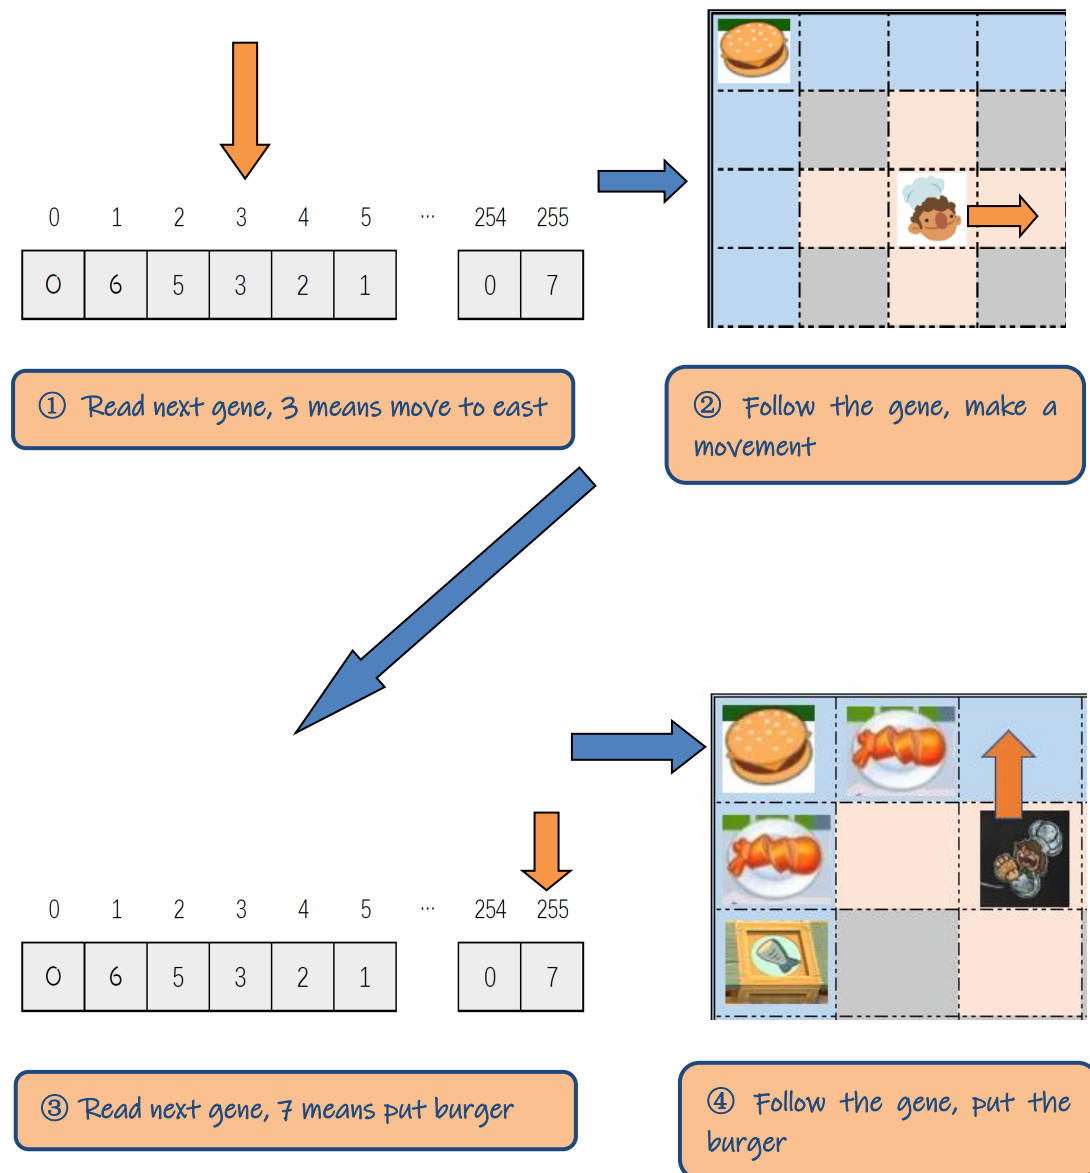 0 1 2 3 4 5 ... 254 255
0 6 5 3 2 1 0 7
① Read next gene, 3 means move to east
② Follow the gene, make a
movement
0 1 2 3 4 5 ... 254 255
0 6 5 3 2 1 0 7
③ Read next gene, 7 means put burger
④ Follow the gene, put the
burger